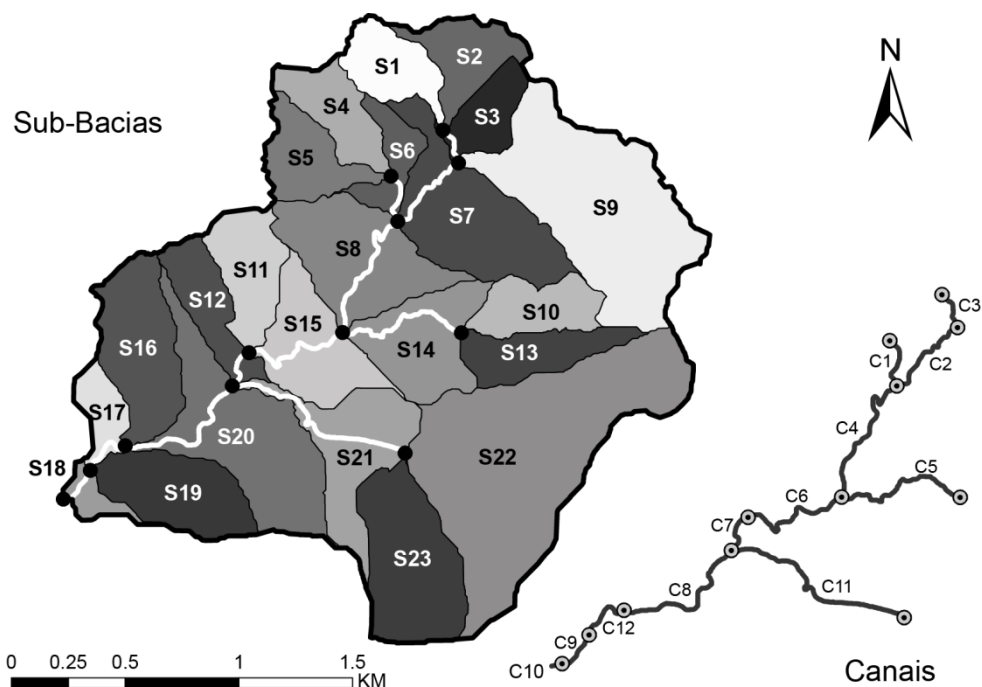 Sub-Bacias
S1
S2
S3
S4
S5
S6
S7
S8
S9
S10
S11
S12
S13
S14
S15
S16
S17
S18
S19
S20
S21
S22
S23
N
C3
C1
C2
C4
C5
C6
C7
C8
C11
C12
C9
C10
Canais
0 0.25 0.5 1 1.5
KM